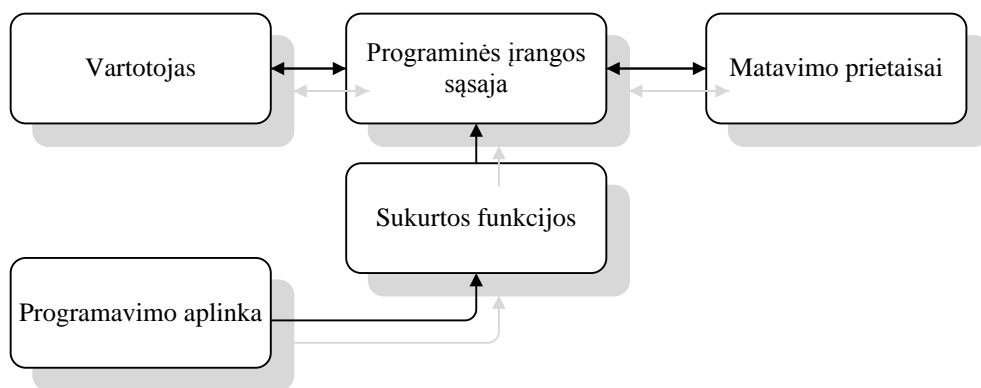 Vartotojas
Programinės įrangos
sąsaja
Matavimo prietaisai
Sukurtos funkcijos
Programavimo aplinka